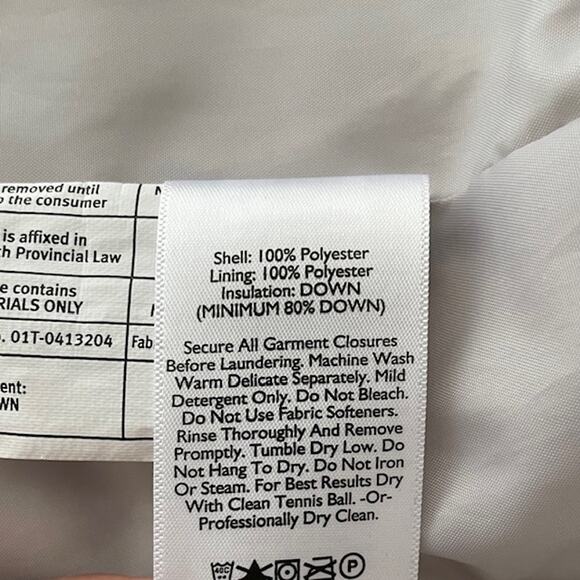 removed until
the consumer
is affixed in
Provincial Law
contains
ONLY
01T-0413204
Shell: 100% Polyester
Lining: 100% Polyester
Insulation: DOWN
(MINIMUM 80% DOWN)
Secure All Garment Closures
Before Laundering. Machine Wash
Warm Delicate Separately. Mild
Detergent Only. Do Not Bleach.
Do Not Use Fabric Softeners.
Rinse Thoroughly And Remove
Promptly. Tumble Dry Low. Do
Not Hang To Dry. Do Not Iron
Or Steam. For Best Results Dry
With Clean Tennis Ball. -Or-
Professionally Dry Clean.
40C
P